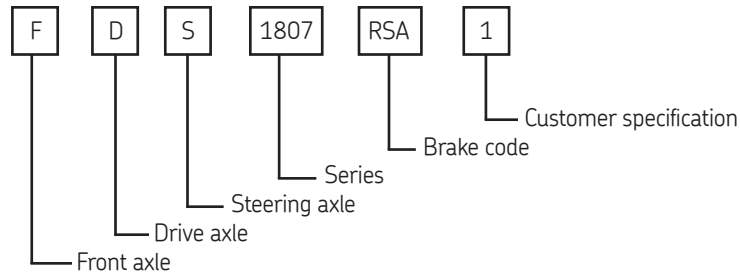 F D S 1807 RSA 1
Customer specification
Brake code
Series
Steering axle
Drive axle
Front axle